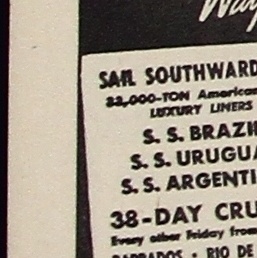 Way
SAIL SOUTHWARD
33,000-TON American
LUXURY LINERS
S. S. BRAZI
S. S. URUGUA
S. S. ARGENTI
38-DAY CRU
Every other Friday from
BARBADOS • RIO DE